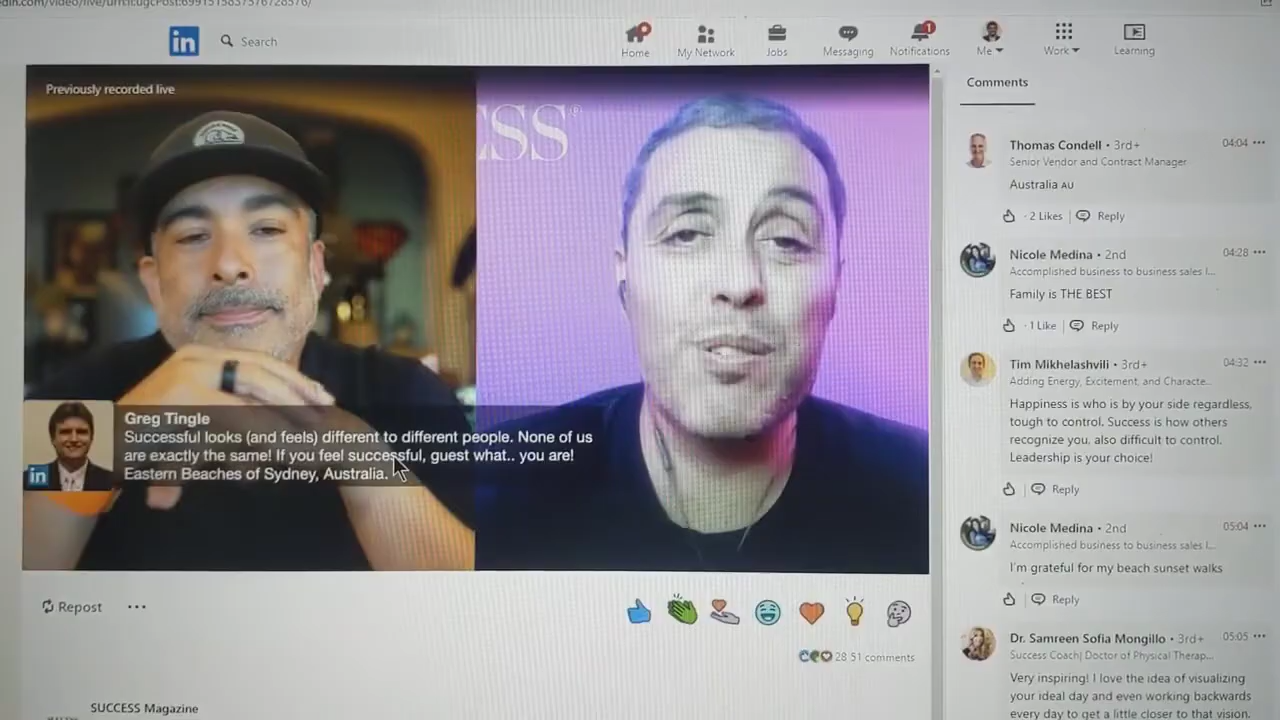 in
Search
Home
My Network
Jobs
Messaging
1
Notifications
Me
Work
Learning
Previously recorded live
ESS®
Greg Tingle
Successful looks (and feels) different to different people. None of us
are exactly the same! If you feel successful, guest what.. you are!
Eastern Beaches of Sydney, Australia.
in
Repost
28 51 comments
SUCCESS Magazine
Comments
Thomas Condell • 3rd+ 04:04
Senior Vendor and Contract Manager
Australia AU
2 Likes | Reply
Nicole Medina • 2nd 04:28
Accomplished business to business sales l...
Family is THE BEST
1 Like | Reply
Tim Mikhelashvili • 3rd+ 04:32
Adding Energy, Excitement, and Characte...
Happiness is who is by your side regardless,
tough to control. Success is how others
recognize you, also difficult to control.
Leadership is your choice!
Reply
Nicole Medina • 2nd 05:04
Accomplished business to business sales l...
I'm grateful for my beach sunset walks
Reply
Dr. Samreen Sofia Mongillo • 3rd+ 05:05
Success Coach| Doctor of Physical Therap...
Very inspiring! I love the idea of visualizing
your ideal day and even working backwards
every day to get a little closer to that vision.